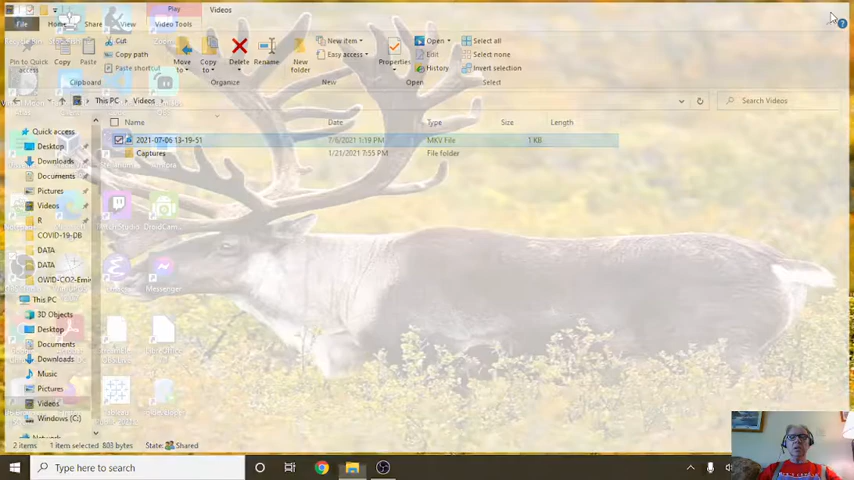 Play
Videos
File
Home
Share
View
Video Tools
Pin to Quick access
Copy
Paste
Cut
Copy path
Paste shortcut
Move to
Copy to
Delete
Rename
New folder
New item
Easy access
Properties
Open
Edit
History
Select all
Select none
Invert selection
Clipboard
Organize
New
Open
Select
This PC
Videos
Search Videos
Name
Date
Type
Size
Length
2021-07-06 13-19-51
7/6/2021 1:19 PM
MKV File
1 KB
Captures
1/21/2021 7:55 PM
File folder
Quick access
Desktop
Downloads
Documents
Pictures
Videos
R
COVID-19-DB
DATA
DATA
OWID-CO2-Emi
This PC
3D Objects
Desktop
Documents
Downloads
Music
Pictures
Videos
Windows (C:)
Network
DroidCam...
Messenger
2 items
1 item selected
803 bytes
State:
Shared
Type here to search